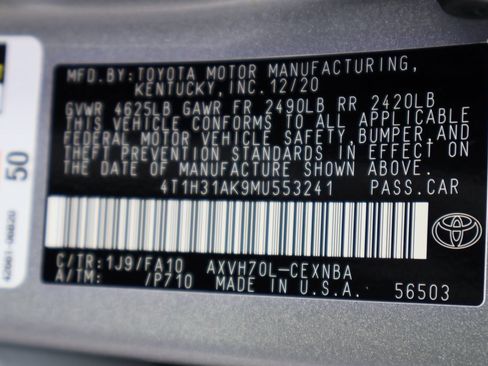 MFD. BY: TOYOTA MOTOR MANUFACTURING,
KENTUCKY, INC. 12/20
GVWR 4625LB GAWR FR 2490LB RR 2420LB
THIS VEHICLE CONFORMS TO ALL APPLICABLE
FEDERAL MOTOR VEHICLE SAFETY, BUMPER, AND
THEFT PREVENTION STANDARDS IN EFFECT ON
THE DATE OF MANUFACTURE SHOWN ABOVE.
4T1H31AK9MU553241 PASS. CAR
C/TR: 1J9/FA10 AXVH70L-CEXNBA
A/TM: /P710 MADE IN U.S.A. 56503
50